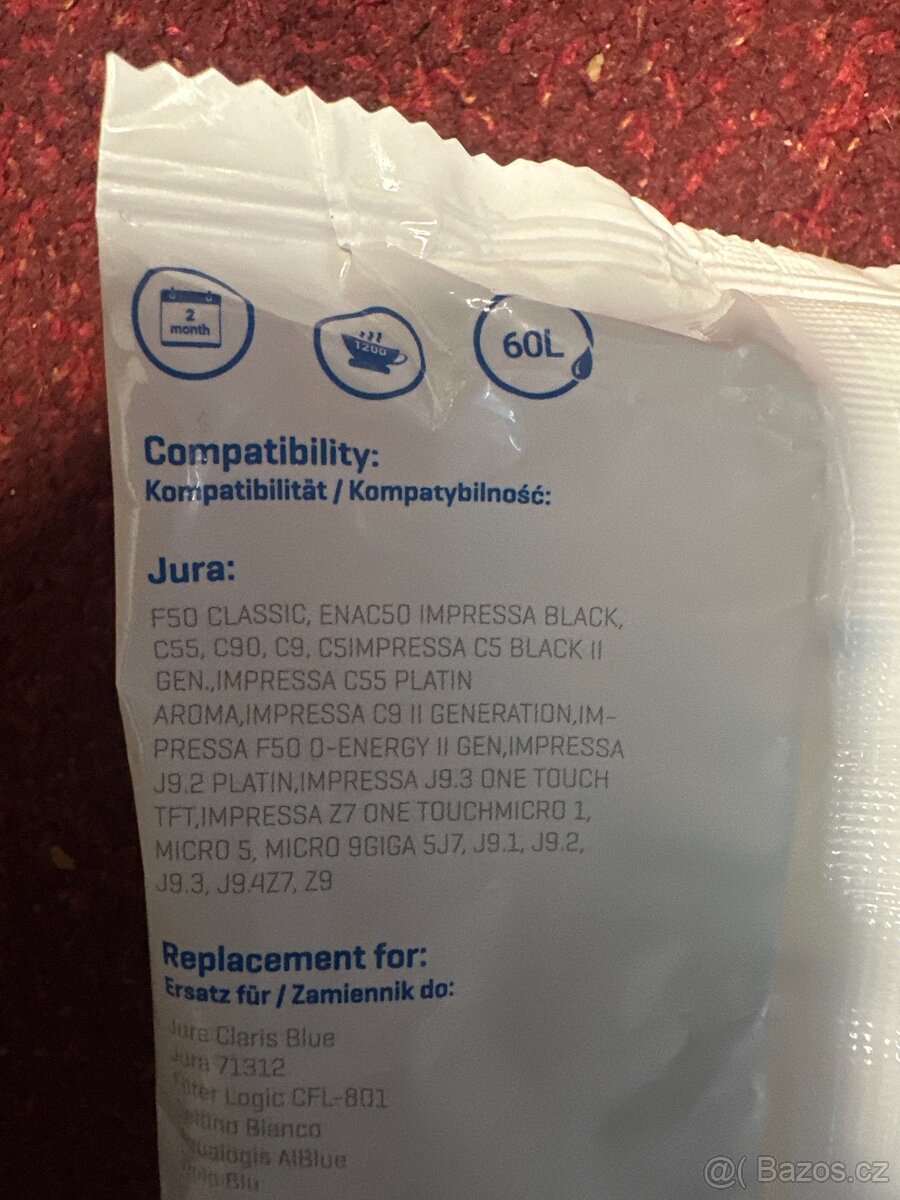 2
month
1200
60L
Compatibility:
Kompatibilität / Kompatybilność:
Jura:
F50 CLASSIC, ENAC50 IMPRESSA BLACK,
C55, C90, C9, C5IMPRESSA C5 BLACK II
GEN.,IMPRESSA C55 PLATIN
AROMA,IMPRESSA C9 II GENERATION,IM-
PRESSA F50 O-ENERGY II GEN,IMPRESSA
J9.2 PLATIN,IMPRESSA J9.3 ONE TOUCH
TFT,IMPRESSA Z7 ONE TOUCHMICRO 1,
MICRO 5, MICRO 9GIGA 5J7, J9.1, J9.2,
J9.3, J9.4Z7, Z9
Replacement for:
Ersatz für / Zamiennik do:
Jura Claris Blue
Jura 71312
Filter Logic CFL-801
Blanco
AlBlue
@( Bazos.cz